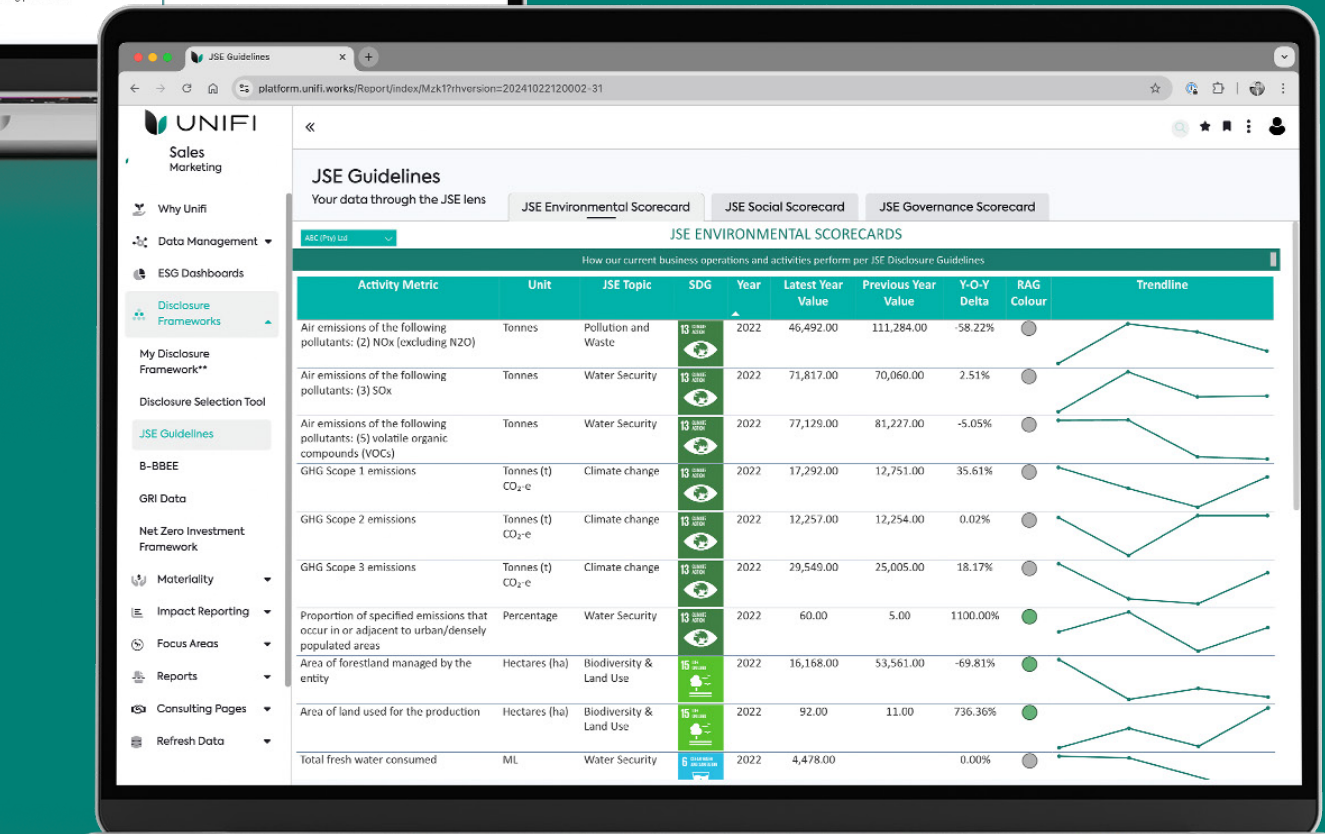 JSE Guidelines
platform.unifi.works/Report/index/Mzk1?rhversion=20241022120002-31
UNIFI
Sales
Marketing
Why Unifi
Data Management
ESG Dashboards
Disclosure
Frameworks
My Disclosure
Framework**
Disclosure Selection Tool
JSE Guidelines
B-BBEE
GRI Data
Net Zero Investment
Framework
Materiality
Impact Reporting
Focus Areas
Reports
Consulting Pages
Refresh Data
JSE Guidelines
Your data through the JSE lens
JSE Environmental Scorecard JSE Social Scorecard JSE Governance Scorecard
ABC (Pty) Ltd
JSE ENVIRONMENTAL SCORECARDS
How our current business operations and activities perform per JSE Disclosure Guidelines
Activity Metric Unit JSE Topic SDG Year Latest Year Previous Year Y-O-Y RAG Trendline
Value Value Delta Colour
Air emissions of the following Tonnes Pollution and 13 CLIMATE 2022 46,492.00 111,284.00 -58.22%
pollutants: (2) NOx [excluding N2O) Waste ACTION
Air emissions of the following Tonnes Water Security 13 CLIMATE 2022 71,817.00 70,060.00 2.51%
pollutants: (3) SOx ACTION
Air emissions of the following Tonnes Water Security 13 CLIMATE 2022 77,129.00 81,227.00 -5.05%
pollutants: (5) volatile organic ACTION
compounds (VOCs)
GHG Scope 1 emissions Tonnes (t) Climate change 13 CLIMATE 2022 17,292.00 12,751.00 35.61%
CO₂-e ACTION
GHG Scope 2 emissions Tonnes (t) Climate change 13 CLIMATE 2022 12,257.00 12,254.00 0.02%
CO₂-e ACTION
GHG Scope 3 emissions Tonnes (t) Climate change 13 CLIMATE 2022 29,549.00 25,005.00 18.17%
CO₂-e ACTION
Proportion of specified emissions that Percentage Water Security 13 CLIMATE 2022 60.00 5.00 1100.00%
occur in or adjacent to urban/densely ACTION
populated areas
Area of forestland managed by the Hectares (ha) Biodiversity & 15 2022 16,168.00 53,561.00 -69.81%
entity Land Use
Area of land used for the production Hectares (ha) Biodiversity & 15 2022 92.00 11.00 736.36%
Land Use
Total fresh water consumed ML Water Security 6 2022 4,478.00 0.00%